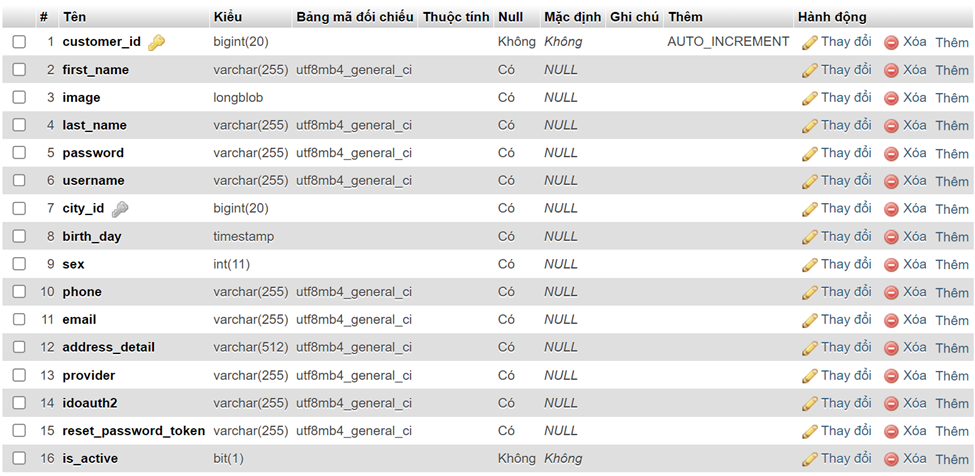 # Tên Kiểu Bảng mã đối chiếu Thuộc tính Null Mặc định Ghi chú Thêm Hành động
1 customer_id bigint(20) Không Không AUTO_INCREMENT Thay đổi Xóa Thêm
2 first_name varchar(255) utf8mb4_general_ci Có NULL Thay đổi Xóa Thêm
3 image longblob Có NULL Thay đổi Xóa Thêm
4 last_name varchar(255) utf8mb4_general_ci Có NULL Thay đổi Xóa Thêm
5 password varchar(255) utf8mb4_general_ci Có NULL Thay đổi Xóa Thêm
6 username varchar(255) utf8mb4_general_ci Có NULL Thay đổi Xóa Thêm
7 city_id bigint(20) Có NULL Thay đổi Xóa Thêm
8 birth_day timestamp Có NULL Thay đổi Xóa Thêm
9 sex int(11) Có NULL Thay đổi Xóa Thêm
10 phone varchar(255) utf8mb4_general_ci Có NULL Thay đổi Xóa Thêm
11 email varchar(255) utf8mb4_general_ci Có NULL Thay đổi Xóa Thêm
12 address_detail varchar(512) utf8mb4_general_ci Có NULL Thay đổi Xóa Thêm
13 provider varchar(255) utf8mb4_general_ci Có NULL Thay đổi Xóa Thêm
14 idoauth2 varchar(255) utf8mb4_general_ci Có NULL Thay đổi Xóa Thêm
15 reset_password_token varchar(255) utf8mb4_general_ci Có NULL Thay đổi Xóa Thêm
16 is_active bit(1) Không Không Thay đổi Xóa Thêm